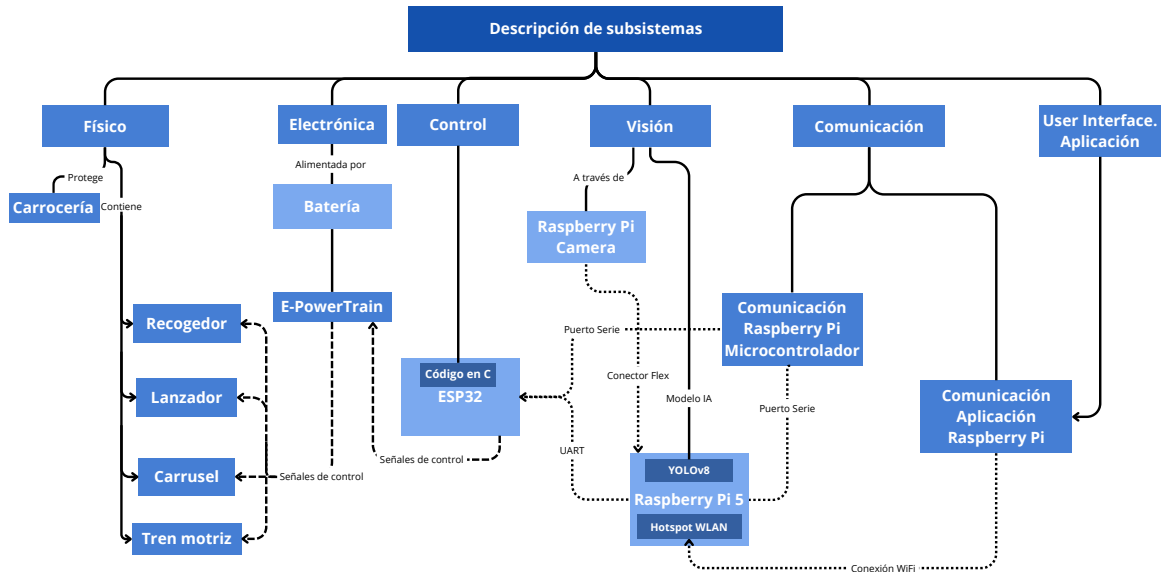 Descripción de subsistemas
Físico
Electrónica
Control
Visión
Comunicación
User Interface.
Aplicación
Protege
Alimentada por
A través de
Carrocería
Contiene
Batería
Raspberry Pi
Camera
Recogedor
E-PowerTrain
Puerto Serie
Comunicación
Raspberry Pi
Microcontrolador
Código en C
ESP32
Conector Flex
Modelo IA
Lanzador
Puerto Serie
Comunicación
Aplicación
Raspberry Pi
Señales de control
UART
Carrusel
Señales de control
YOLOv8
Raspberry Pi 5
Hotspot WLAN
Tren motriz
Conexión WiFi